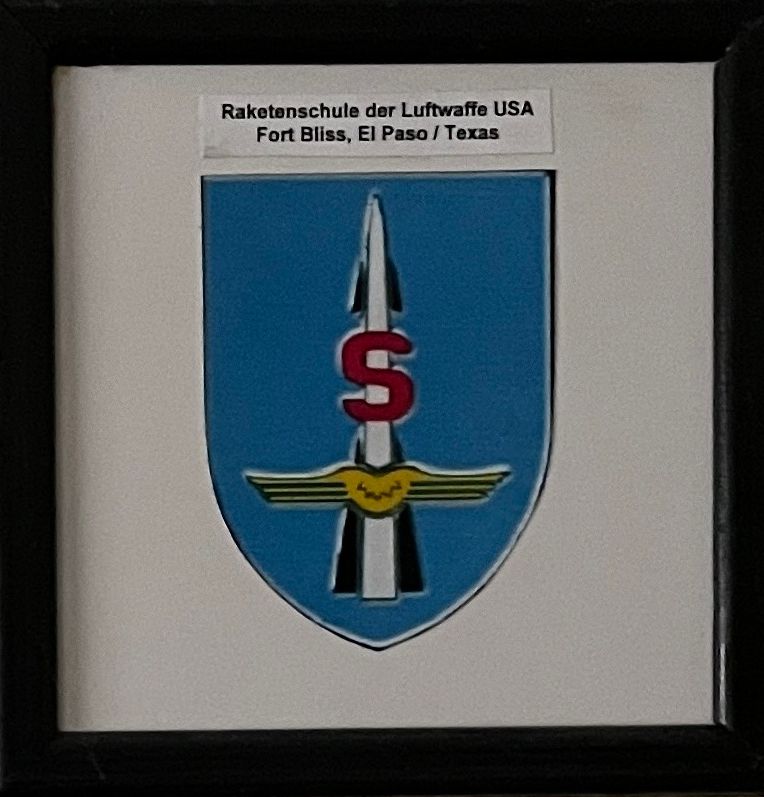 Raketenschule der Luftwaffe USA
Fort Bliss, El Paso / Texas
S